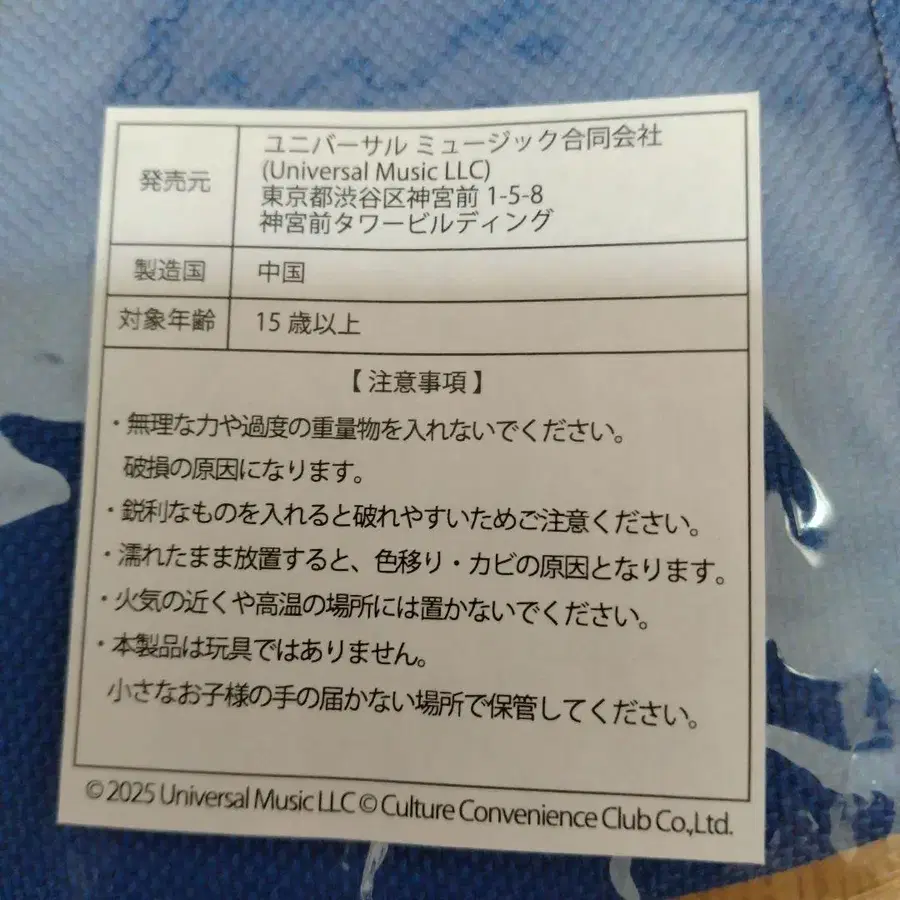 発売元
ユニバーサル ミュージック合同会社
(Universal Music LLC)
東京都渋谷区神宮前 1-5-8
神宮前タワービルディング
製造国
中国
対象年齢
15 歳以上
【 注意事項 】
・無理な力や過度の重量物を入れないでください。
破損の原因になります。
・鋭利なものを入れると破れやすいためご注意ください。
・濡れたまま放置すると、色移り・カビの原因となります。
・火気の近くや高温の場所には置かないでください。
・本製品は玩具ではありません。
小さなお子様の手の届かない場所で保管してください。
© 2025 Universal Music LLC © Culture Convenience Club Co.,Ltd.